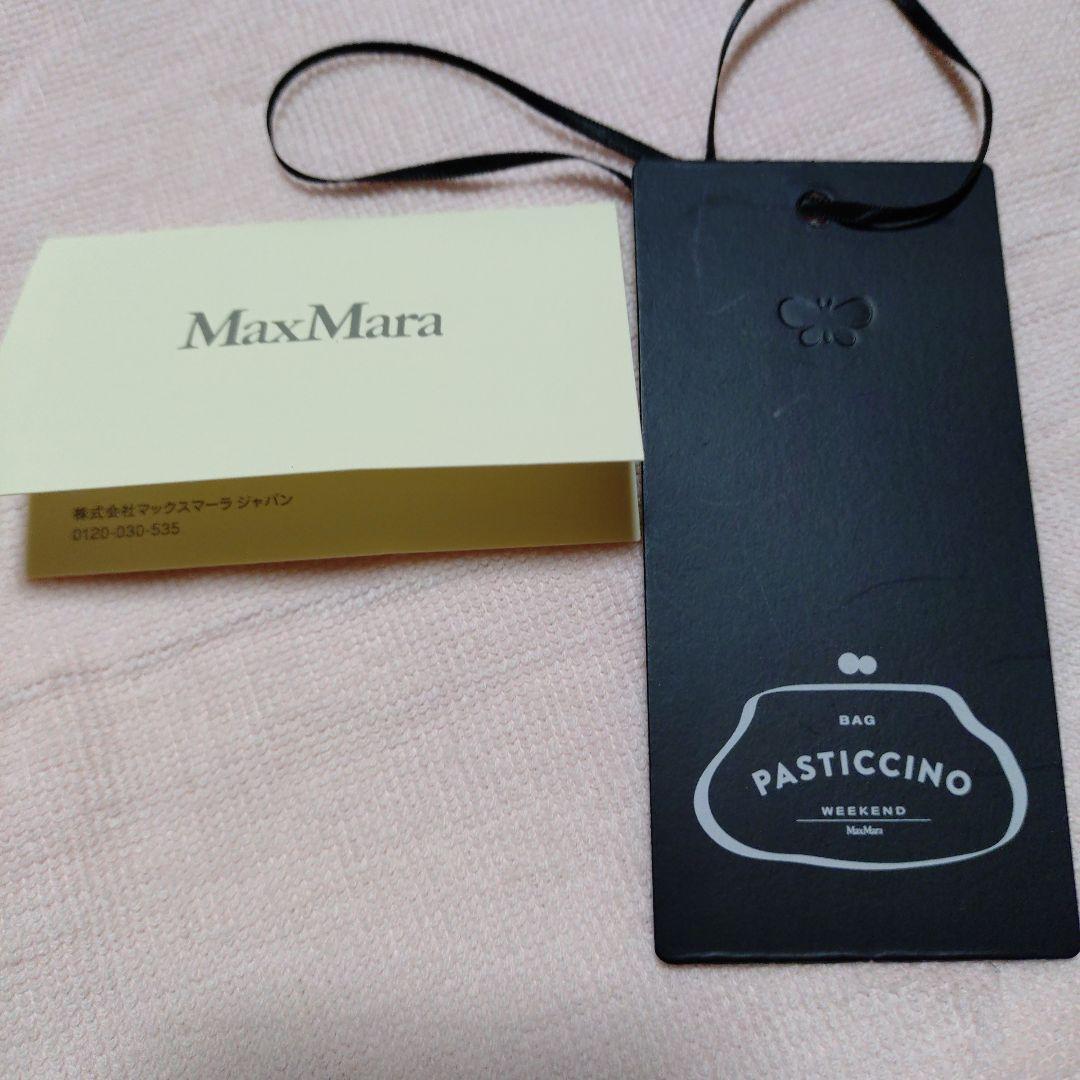 MaxMara
株式会社マックスマーラ ジャパン
0120-030-535
BAG
PASTICCINO
WEEKEND
MaxMara